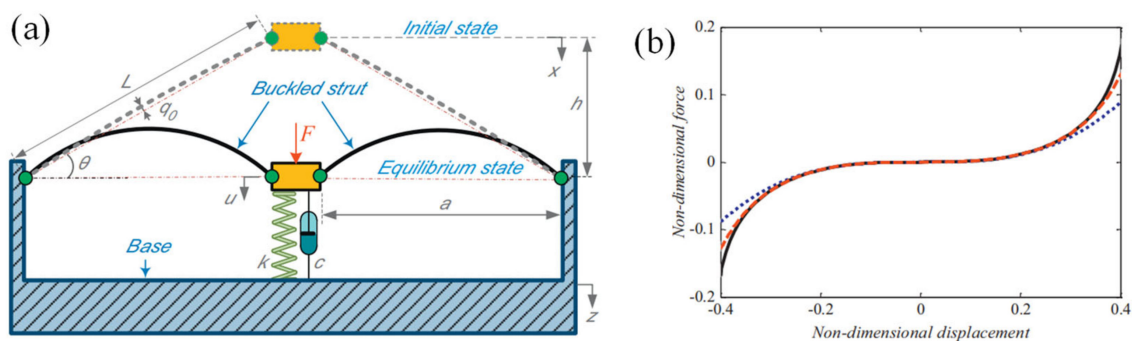 (a)
Initial state
x
L
q0
Buckled strut
h
F
θ
Equilibrium state
u
a
Base
k
c
z
(b)
Non-dimensional force
0.2
0.1
0
-0.1
-0.2
-0.4
-0.2
0
0.2
0.4
Non-dimensional displacement